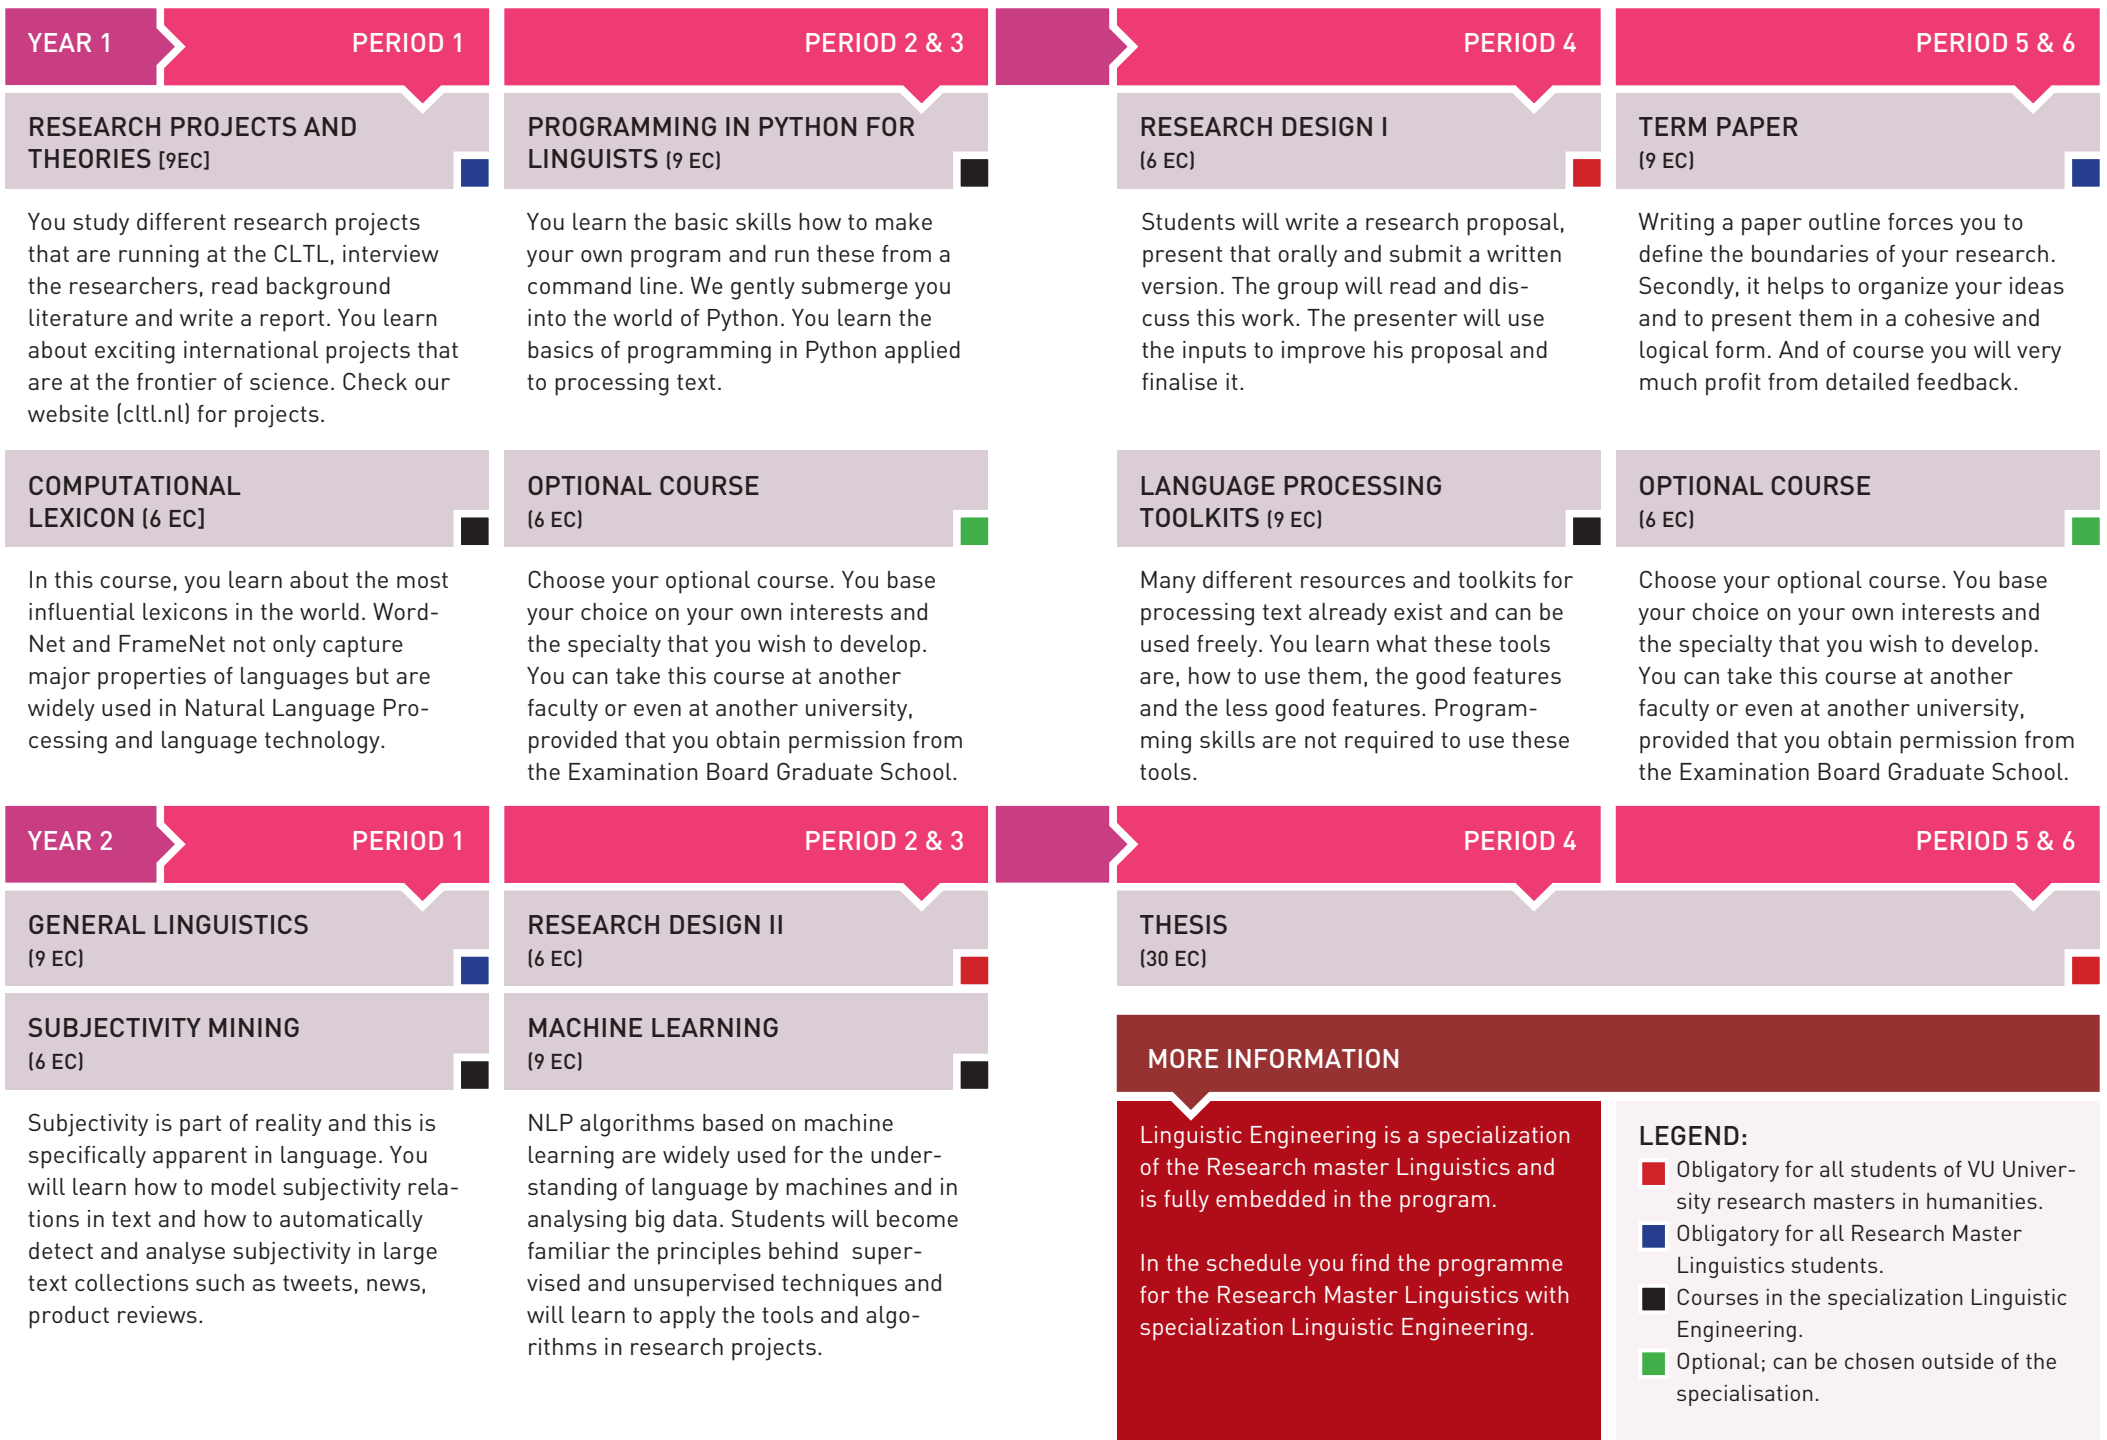 YEAR 1
PERIOD 1
RESEARCH PROJECTS AND
THEORIES [9EC]
You study different research projects
that are running at the CLTL, interview
the researchers, read background
literature and write a report. You learn
about exciting international projects that
are at the frontier of science. Check our
website (cltl.nl) for projects.
COMPUTATIONAL
LEXICON (6 EC]
In this course, you learn about the most
influential lexicons in the world. Word-
Net and FrameNet not only capture
major properties of languages but are
widely used in Natural Language Pro-
cessing and language technology.
PERIOD 2 & 3
PROGRAMMING IN PYTHON FOR
LINGUISTS (9 EC)
You learn the basic skills how to make
your own program and run these from a
command line. We gently submerge you
into the world of Python. You learn the
basics of programming in Python applied
to processing text.
OPTIONAL COURSE
(6 EC)
Choose your optional course. You base
your choice on your own interests and
the specialty that you wish to develop.
You can take this course at another
faculty or even at another university,
provided that you obtain permission from
the Examination Board Graduate School.
PERIOD 4
RESEARCH DESIGN I
(6 EC)
Students will write a research proposal,
present that orally and submit a written
version. The group will read and dis-
cuss this work. The presenter will use
the inputs to improve his proposal and
finalise it.
LANGUAGE PROCESSING
TOOLKITS (9 EC)
Many different resources and toolkits for
processing text already exist and can be
used freely. You learn what these tools
are, how to use them, the good features
and the less good features. Program-
ming skills are not required to use these
tools.
PERIOD 5 & 6
TERM PAPER
(9 EC)
Writing a paper outline forces you to
define the boundaries of your research.
Secondly, it helps to organize your ideas
and to present them in a cohesive and
logical form. And of course you will very
much profit from detailed feedback.
OPTIONAL COURSE
(6 EC)
Choose your optional course. You base
your choice on your own interests and
the specialty that you wish to develop.
You can take this course at another
faculty or even at another university,
provided that you obtain permission from
the Examination Board Graduate School.
YEAR 2
PERIOD 1
GENERAL LINGUISTICS
(9 EC)
SUBJECTIVITY MINING
(6 EC)
Subjectivity is part of reality and this is
specifically apparent in language. You
will learn how to model subjectivity rela-
tions in text and how to automatically
detect and analyse subjectivity in large
text collections such as tweets, news,
product reviews.
PERIOD 2 & 3
RESEARCH DESIGN II
(6 EC)
MACHINE LEARNING
(9 EC)
NLP algorithms based on machine
learning are widely used for the under-
standing of language by machines and in
analysing big data. Students will become
familiar the principles behind  super-
vised and unsupervised techniques and
will learn to apply the tools and algo-
rithms in research projects.
PERIOD 4
PERIOD 5 & 6
THESIS
(30 EC)
MORE INFORMATION
Linguistic Engineering is a specialization
of the Research master Linguistics and
is fully embedded in the program.
In the schedule you find the programme
for the Research Master Linguistics with
specialization Linguistic Engineering.
LEGEND:
Obligatory for all students of VU Univer-
sity research masters in humanities.
Obligatory for all Research Master
Linguistics students.
Courses in the specialization Linguistic
Engineering.
Optional; can be chosen outside of the
specialisation.